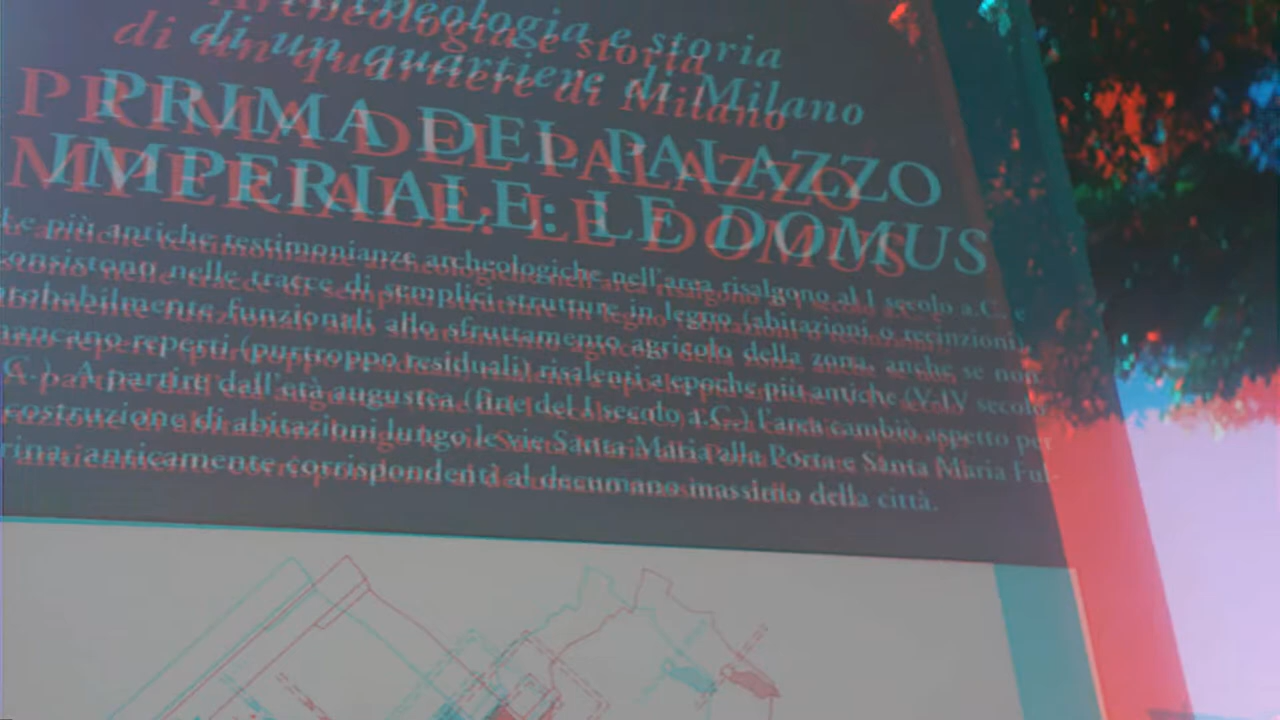 Archeologia e storia
di un quartiere di Milano
PRIMA DEL PALAZZO
IMPERIALE: LE DOMUS
Le più antiche testimonianze archeologiche nell'area risalgono al I secolo a.C. e
consistono nelle tracce di semplici strutture in legno (abitazioni o recinzioni),
probabilmente funzionali allo sfruttamento agricolo della zona, anche se non
mancano reperti (purtroppo residuali) risalenti a epoche più antiche (V-IV secolo
a.C.). A partire dall'età augustea (fine del I secolo a.C.) l'area cambiò aspetto per
costruzione di abitazioni lungo le vie Santa Maria alla Porta e Santa Maria Ful
rina, anticamente corrispondenti al decumano massimo della città.